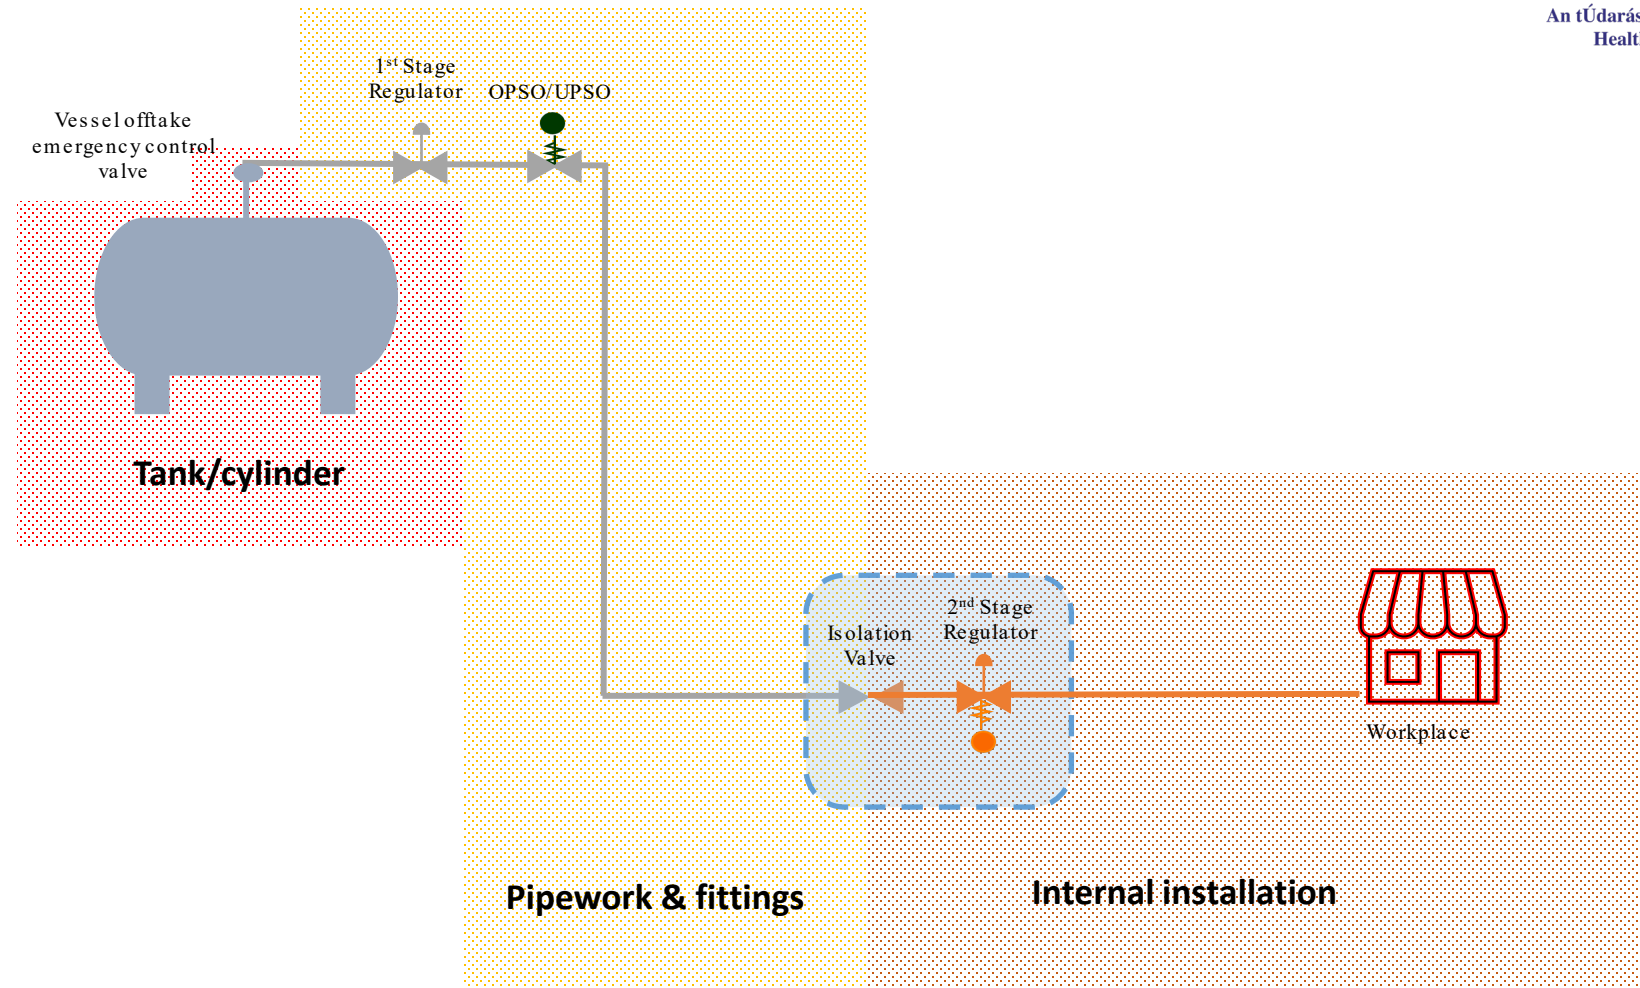 An tÚdarás
Healt
1st Stage
Regulator
OPSO/UPSO
Vessel offtake
emergency control
valve
Tank/cylinder
2nd Stage
Regulator
Isolation
Valve
Workplace
Pipework & fittings
Internal installation